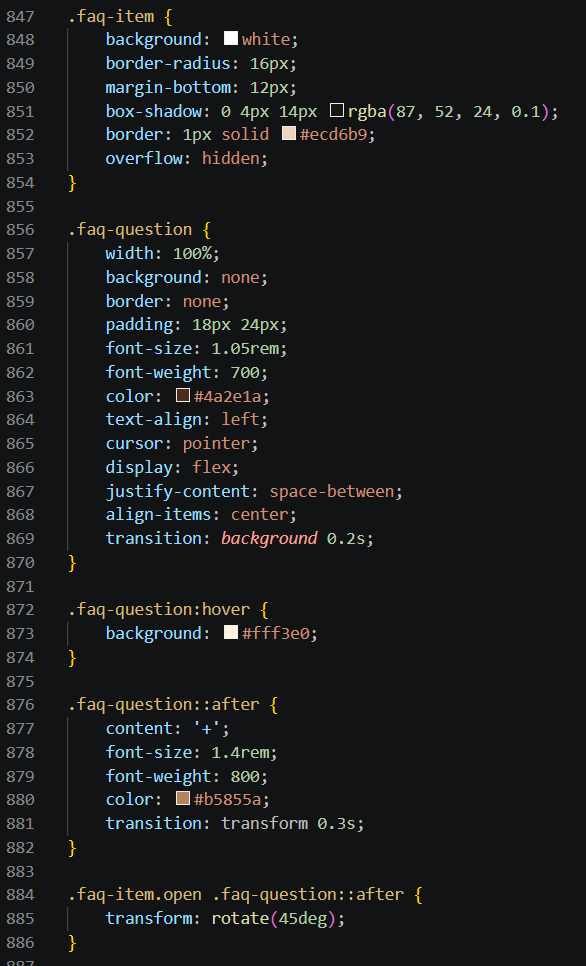 847 .faq-item {
848     background: white;
849     border-radius: 16px;
850     margin-bottom: 12px;
851     box-shadow: 0 4px 14px rgba(87, 52, 24, 0.1);
852     border: 1px solid #ecd6b9;
853     overflow: hidden;
854 }
855
856 .faq-question {
857     width: 100%;
858     background: none;
859     border: none;
860     padding: 18px 24px;
861     font-size: 1.05rem;
862     font-weight: 700;
863     color: #4a2e1a;
864     text-align: left;
865     cursor: pointer;
866     display: flex;
867     justify-content: space-between;
868     align-items: center;
869     transition: background 0.2s;
870 }
871
872 .faq-question:hover {
873     background: #fff3e0;
874 }
875
876 .faq-question::after {
877     content: '+';
878     font-size: 1.4rem;
879     font-weight: 800;
880     color: #b5855a;
881     transition: transform 0.3s;
882 }
883
884 .faq-item.open .faq-question::after {
885     transform: rotate(45deg);
886 }
887